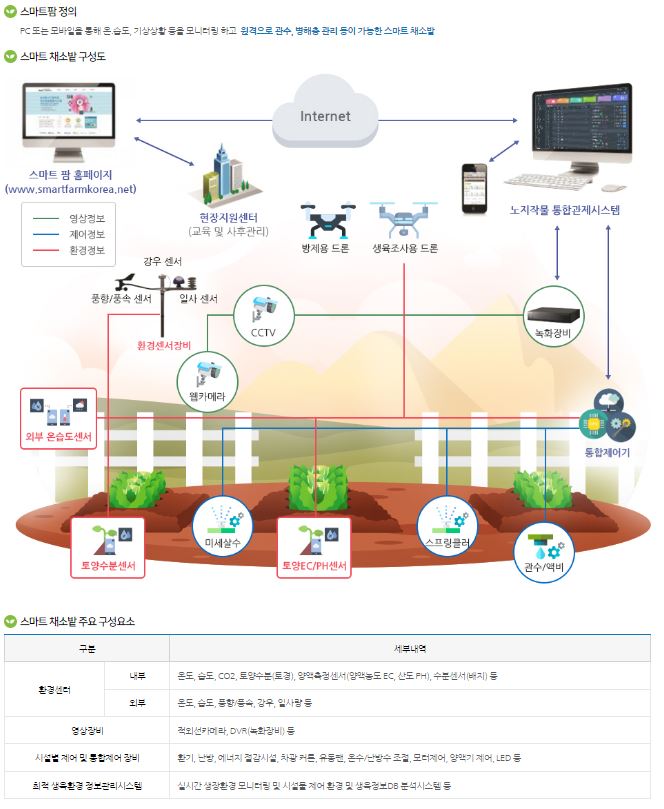 스마트팜 정의
PC 또는 모바일을 통해 온·습도, 기상상황 등을 모니터링 하고 원격으로 관수, 병해충 관리 등이 가능한 스마트 채소밭
스마트 채소밭 구성도
Internet
스마트 팜 홈페이지
(www.smartfarmkorea.net)
현장지원센터
(교육 및 사후관리)
노지작물 통합관제시스템
영상정보
제어정보
환경정보
방제용 드론
생육조사용 드론
강우 센서
풍향/풍속 센서
일사 센서
환경센서장비
CCTV
녹화장비
웹카메라
외부 온습도센서
통합제어기
토양수분센서
미세살수
토양EC/PH센서
스프링클러
관수/액비
스마트 채소밭 주요 구성요소
구분
세부내역
환경센터
내부
온도, 습도, CO2, 토양수분(토경), 양액측정센서(양액농도 EC, 산도 PH), 수분센서(배지) 등
외부
온도, 습도, 풍향/풍속, 강우, 일사량 등
영상장비
적외선카메라, DVR(녹화장비) 등
시설별 제어 및 통합제어 장비
환기, 난방, 에너지 절감시설, 차광 커튼, 유동팬, 온수/난방수 조절, 모터제어, 양액기 제어, LED 등
최적 생육환경 정보관리시스템
실시간 생장환경 모니터링 및 시설물 제어 환경 및 생육정보DB 분석시스템 등